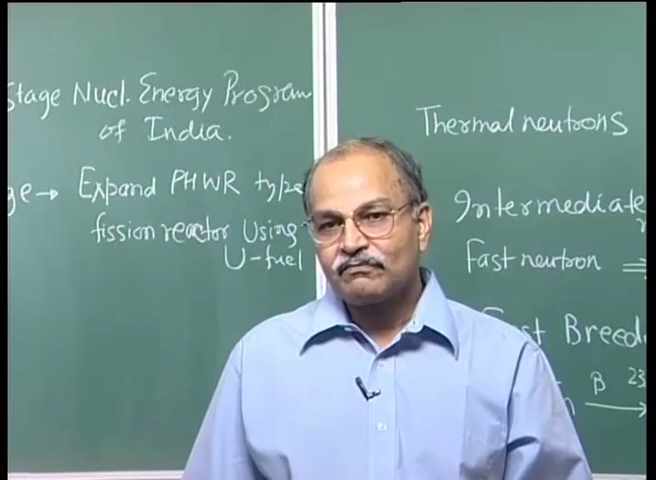 Stage Nucl. Energy Program
of India.
→ Expand PHWR type
fission reactor Using
U-fuel
Thermal neutrons
Intermediate
Fast neutron ⇒
Breed
β 23
→